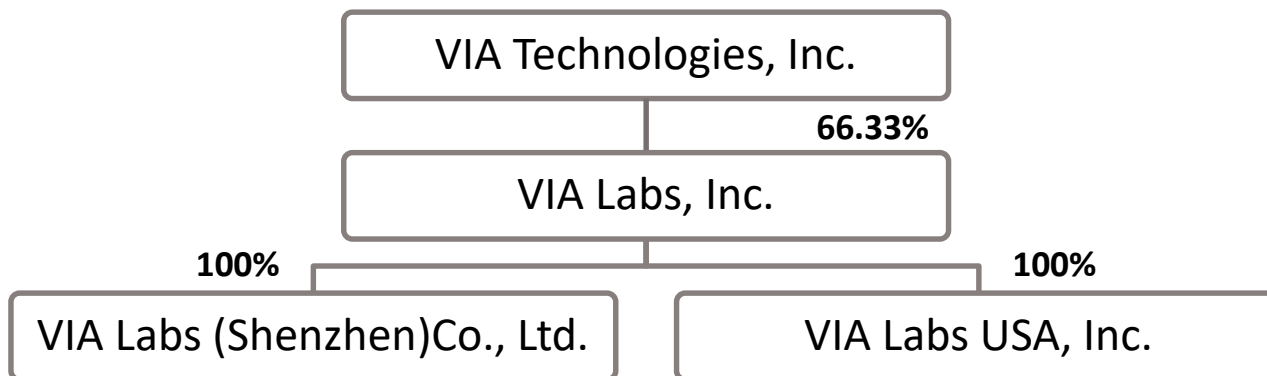 VIA Technologies, Inc.
66.33%
VIA Labs, Inc.
100%
100%
VIA Labs (Shenzhen)Co., Ltd.
VIA Labs USA, Inc.